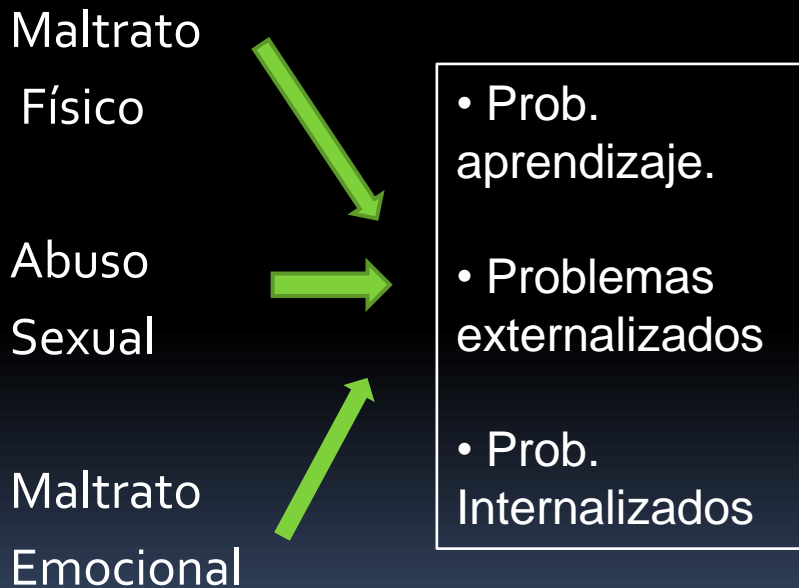 Maltrato
Físico
Abuso
Sexual
Maltrato
Emocional
• Prob.
aprendizaje.
• Problemas
externalizados
• Prob.
Internalizados